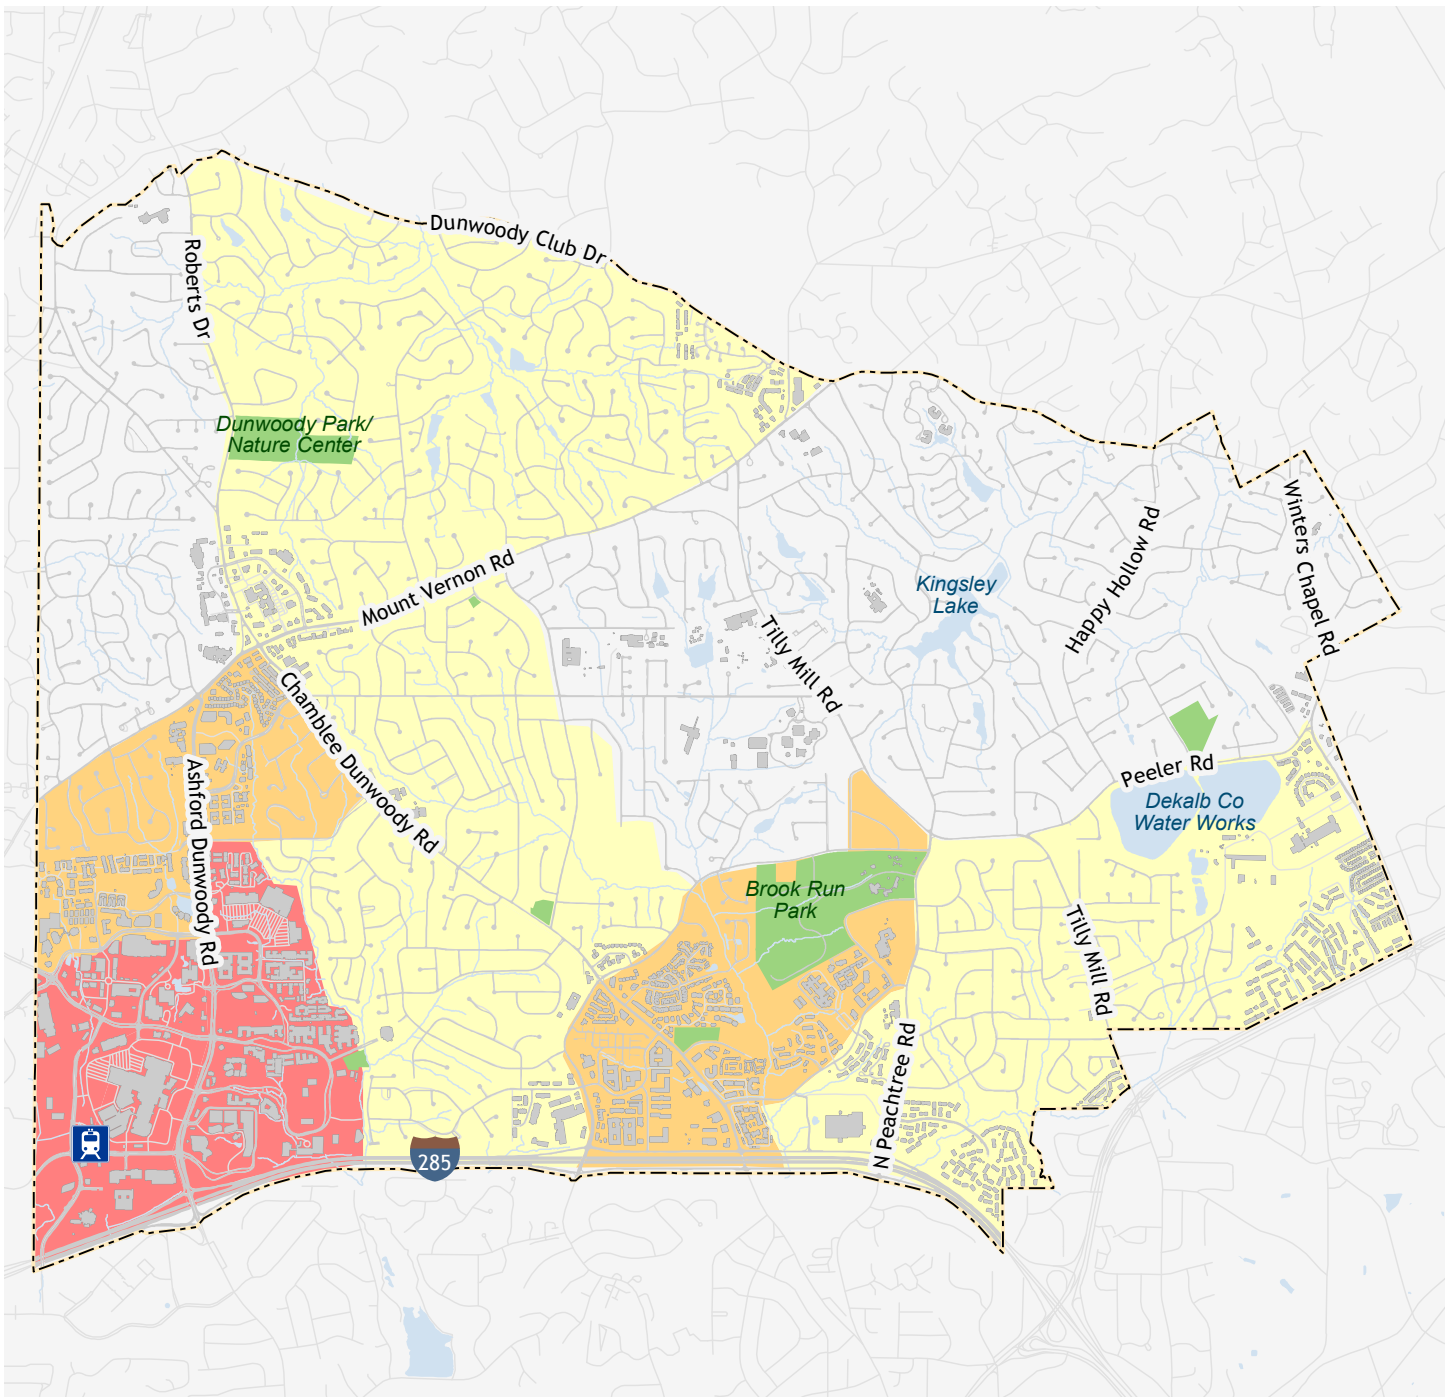 Dunwoody Club Dr
Roberts Dr
Dunwoody Park/
Nature Center
Winters Chapel Rd
Happy Hollow Rd
Mount Vernon Rd
Kingsley
Lake
Tilly Mill Rd
Chamblee Dunwoody Rd
Ashford Dunwoody Rd
Peeler Rd
Dekalb Co
Water Works
Brook Run
Park
Tilly Mill Rd
N Peachtree Rd
285